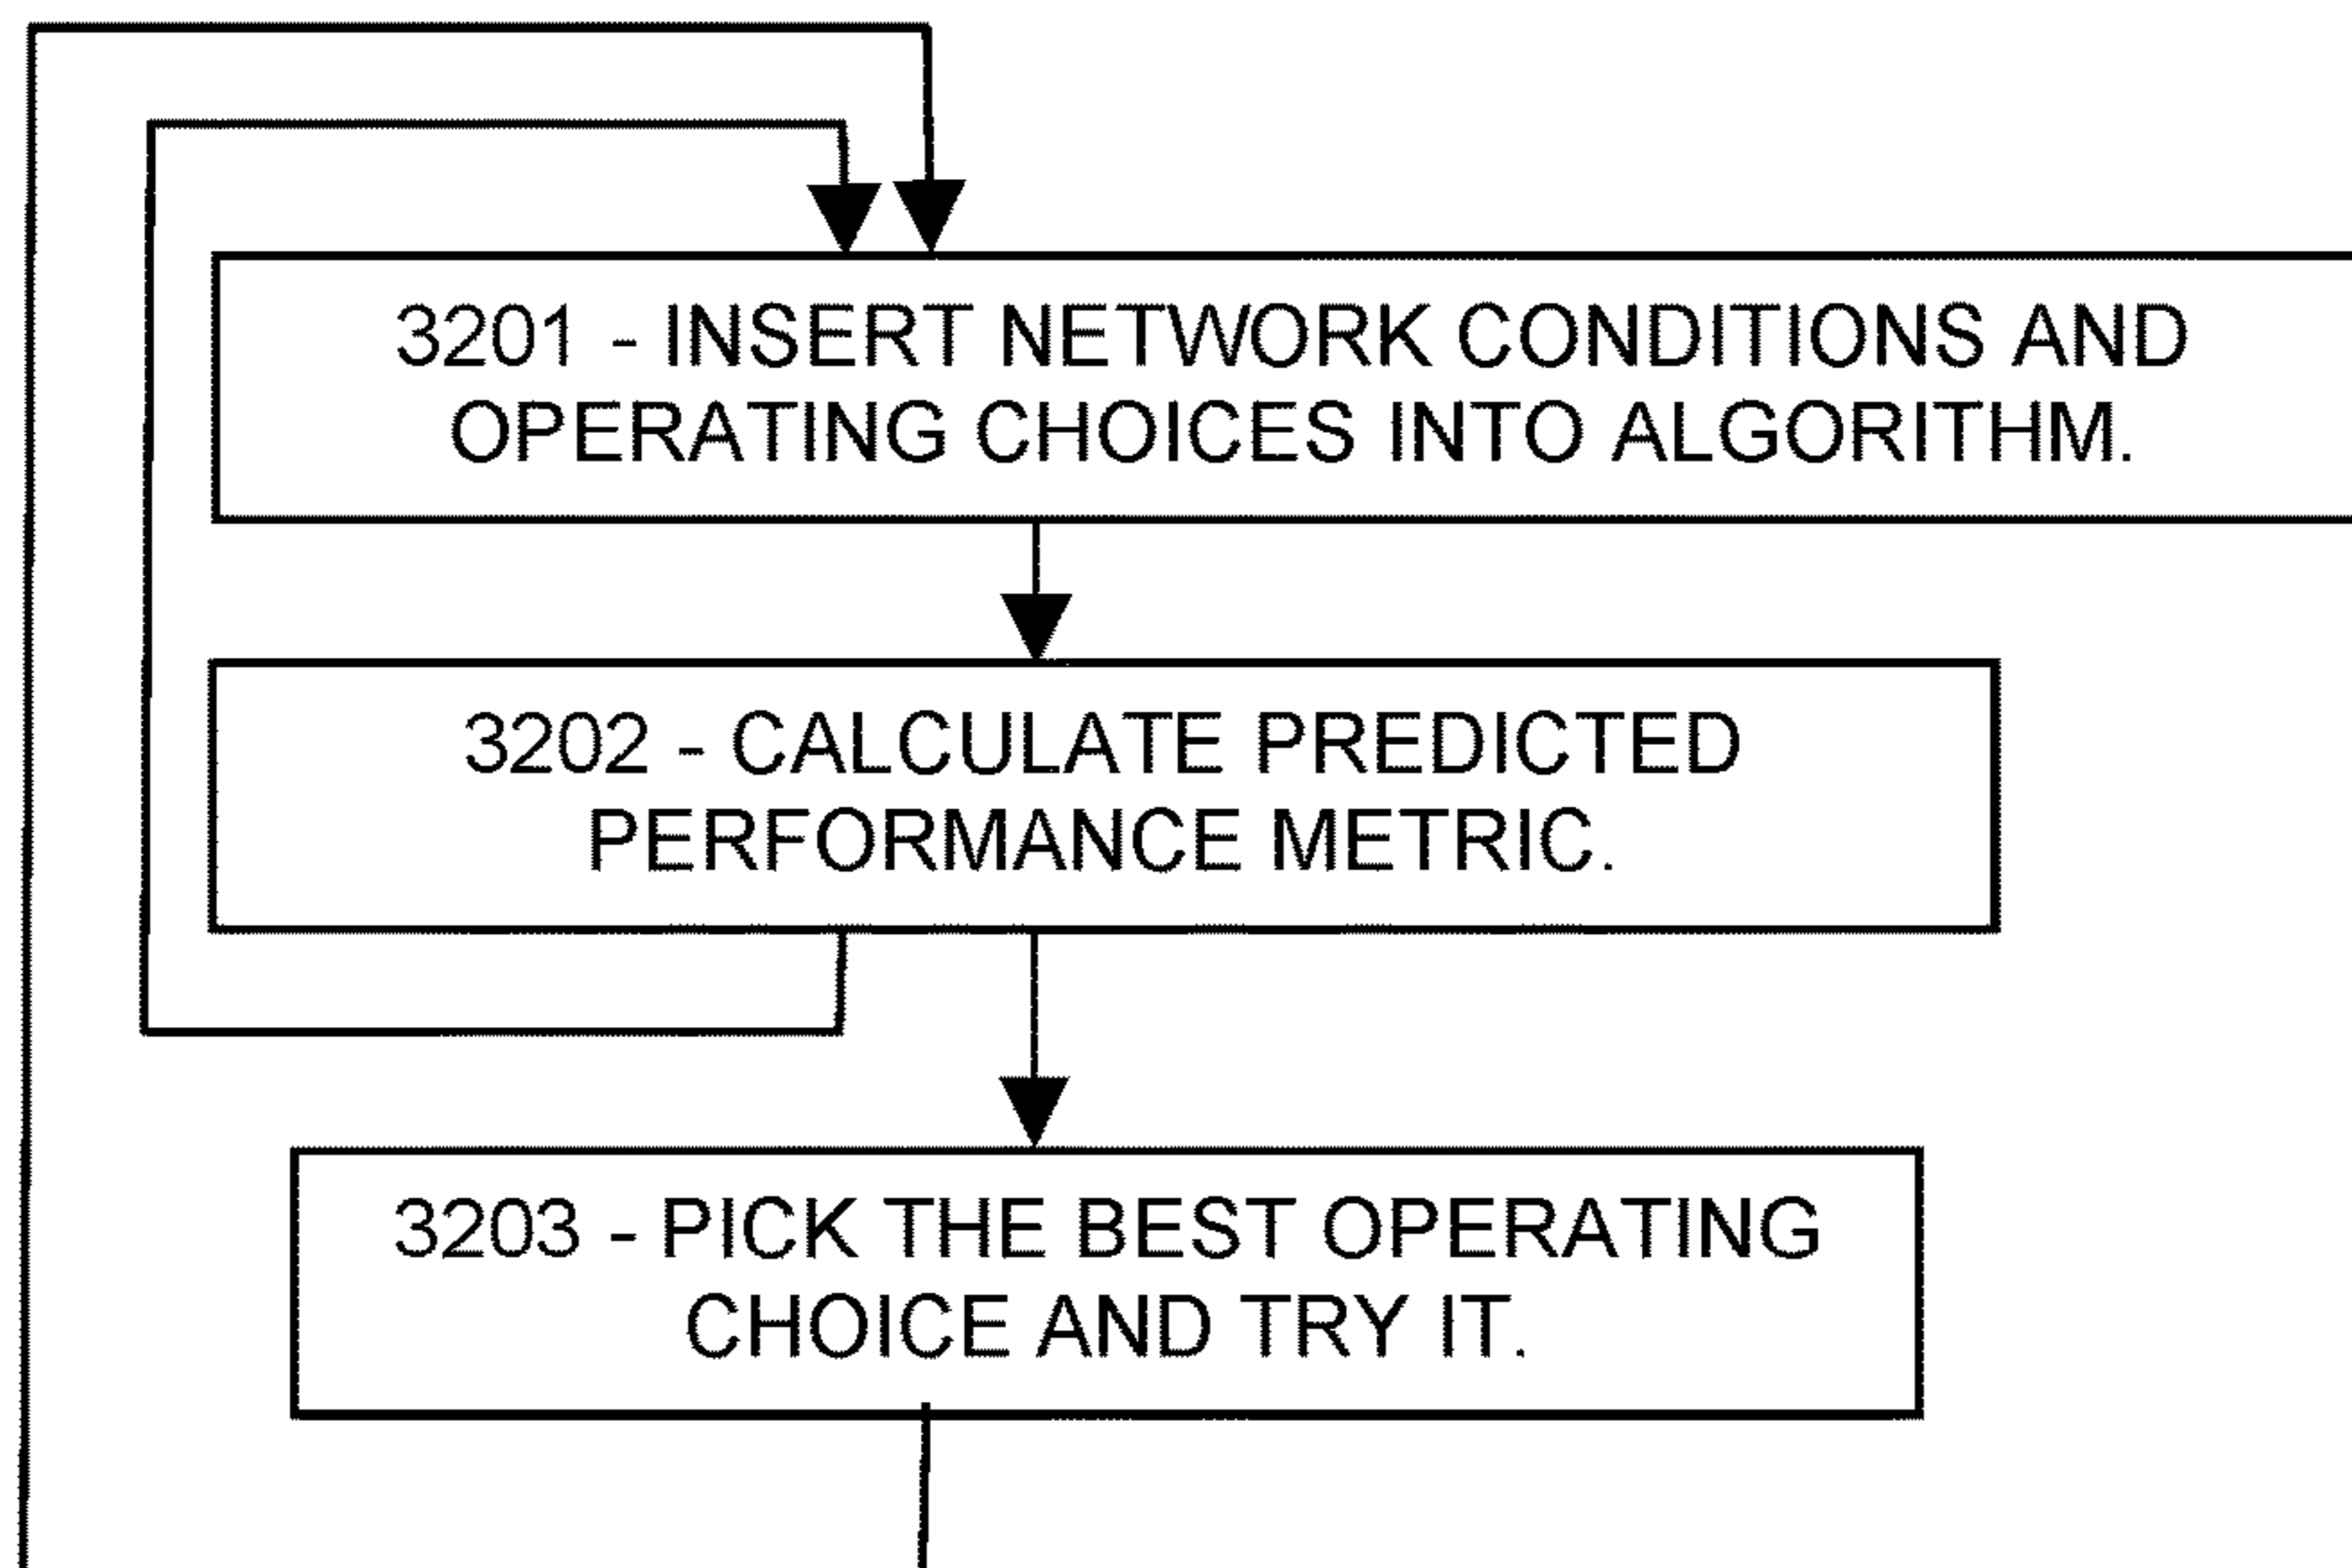 3201 - INSERT NETWORK CONDITIONS AND
OPERATING CHOICES INTO ALGORITHM.
3202 - CALCULATE PREDICTED
PERFORMANCE METRIC.
3203 - PICK THE BEST OPERATING
CHOICE AND TRY IT.